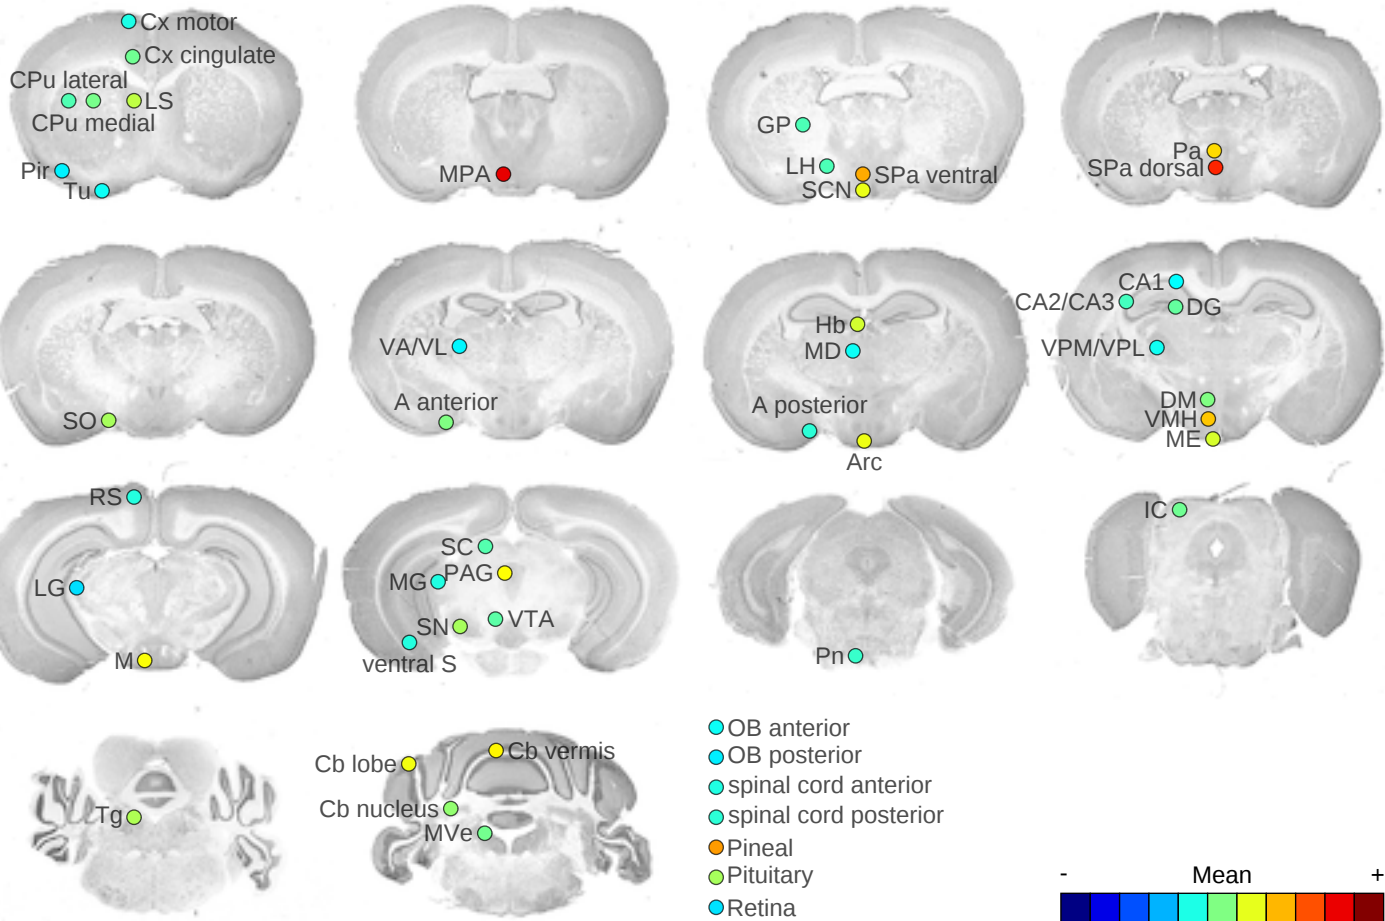 Cx motor
Cx cingulate
CPu lateral
LS
CPu medial
Pir
Tu
MPA
GP
LH
SPa ventral
SCN
Pa
SPa dorsal
SO
VA/VL
A anterior
Hb
MD
A posterior
Arc
CA1
CA2/CA3
DG
VPM/VPL
DM
VMH
ME
RS
LG
M
SC
MG
PAG
SN
VTA
ventral S
Pn
IC
Tg
Cb lobe
Cb vermis
Cb nucleus
MVe
OB anterior
OB posterior
spinal cord anterior
spinal cord posterior
Pineal
Pituitary
Retina
- Mean +